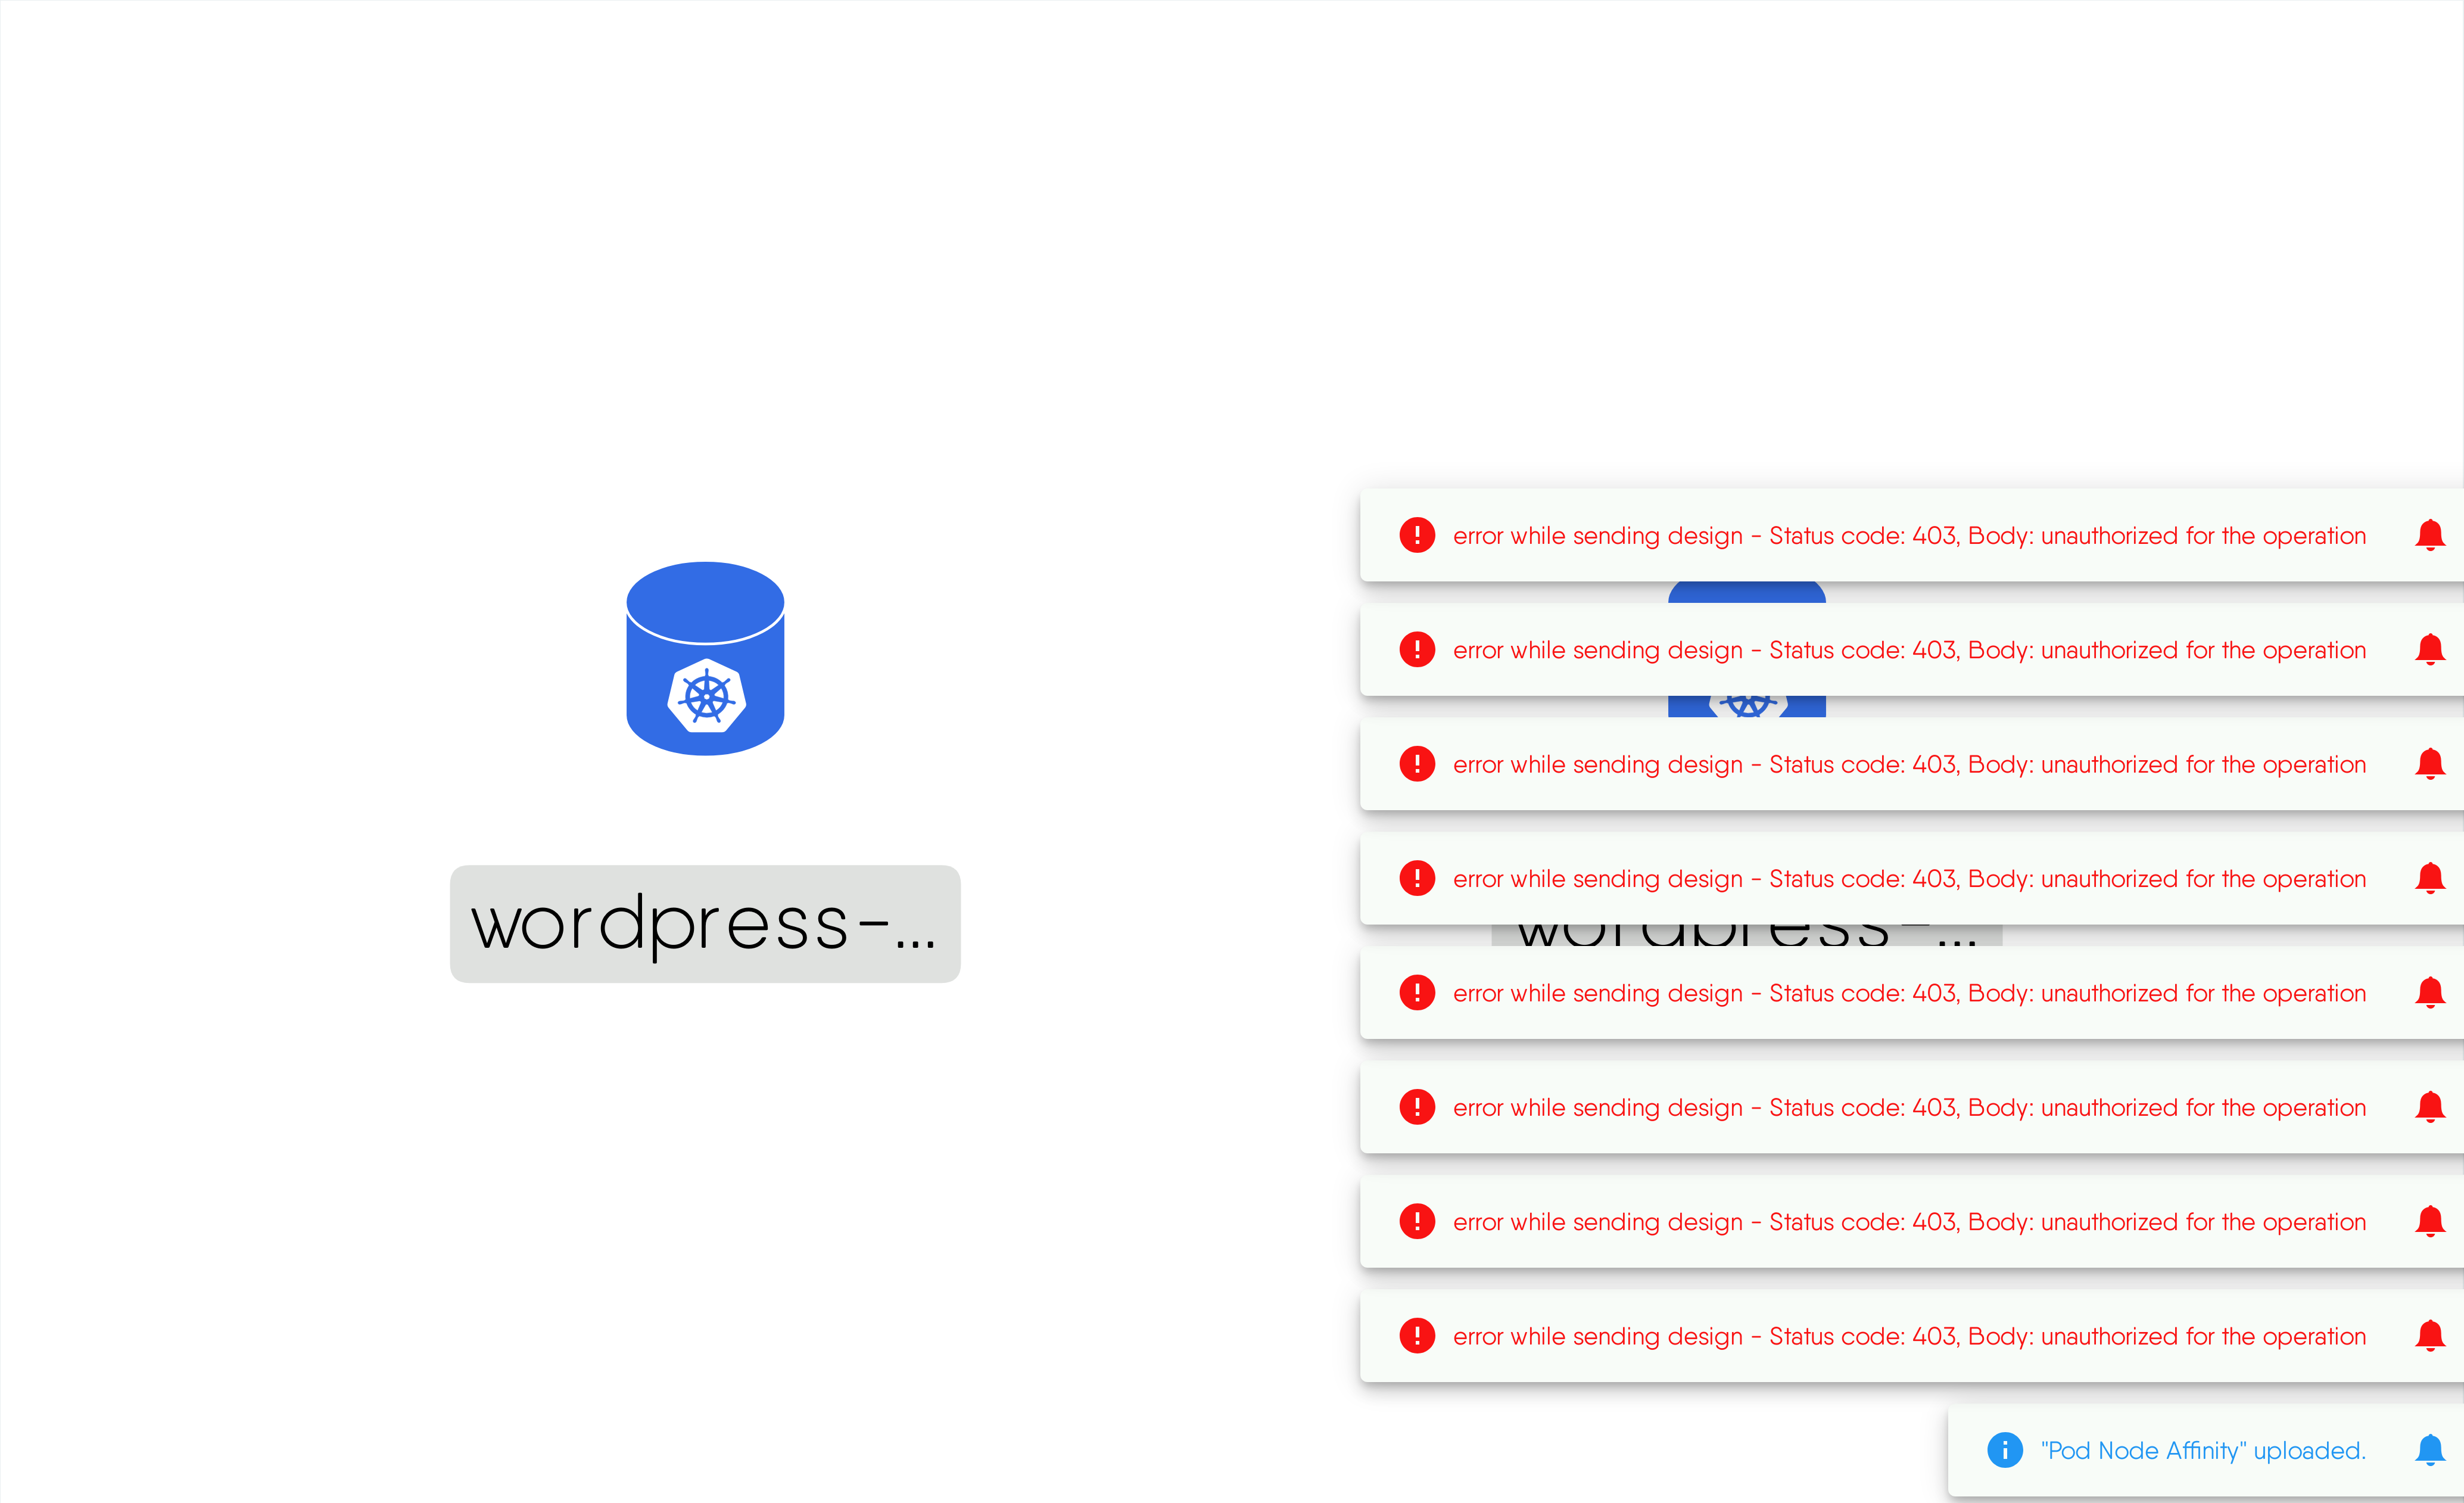 error while sending design - Status code: 403, Body: unauthorized for the operation
error while sending design - Status code: 403, Body: unauthorized for the operation
error while sending design - Status code: 403, Body: unauthorized for the operation
error while sending design - Status code: 403, Body: unauthorized for the operation
wordpress-...
wordpress-...
error while sending design - Status code: 403, Body: unauthorized for the operation
error while sending design - Status code: 403, Body: unauthorized for the operation
error while sending design - Status code: 403, Body: unauthorized for the operation
error while sending design - Status code: 403, Body: unauthorized for the operation
"Pod Node Affinity" uploaded.